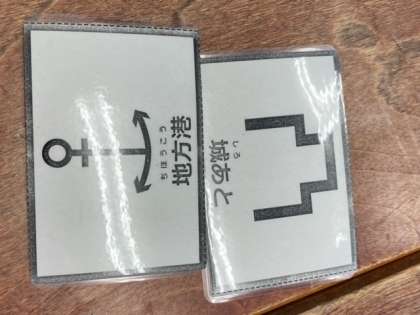 ちほうこう
地方港
しろ
城あと